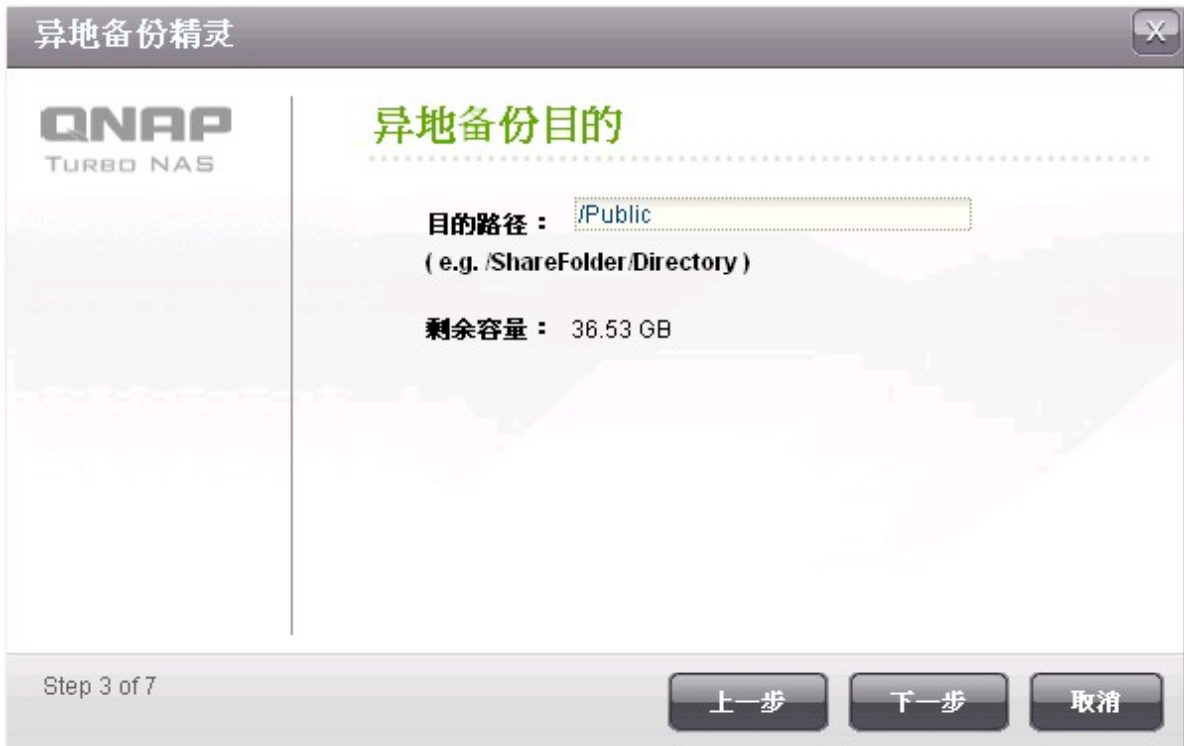 异地备份精灵
X
QNAP
TURBO NAS
异地备份目的
目的路径： /Public
( e.g. /ShareFolder/Directory )
剩余容量： 36.53 GB
Step 3 of 7
上一步 下一步 取消